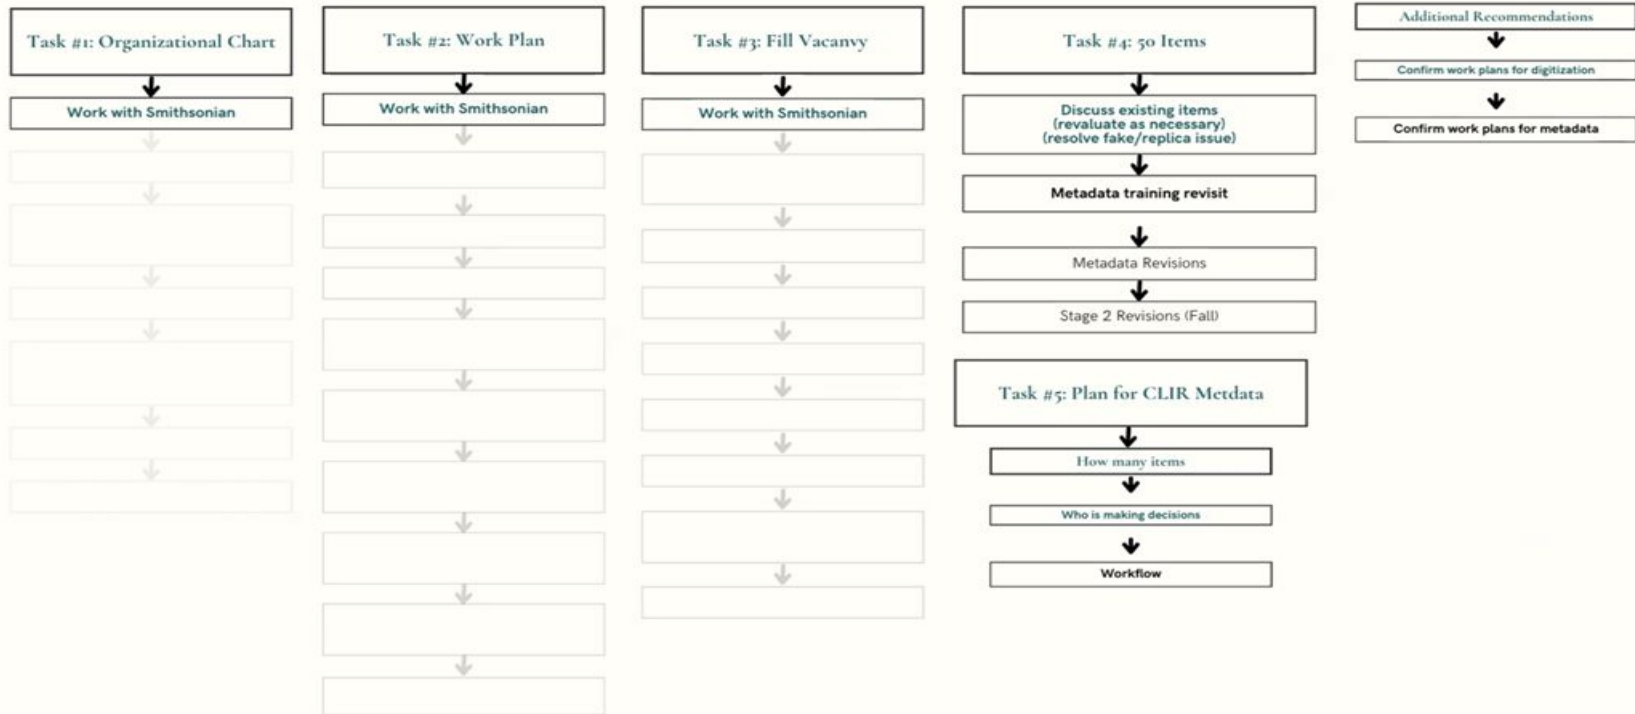 Task #1: Organizational Chart
Work with Smithsonian
Task #2: Work Plan
Work with Smithsonian
Task #3: Fill Vacanvy
Work with Smithsonian
Task #4: 50 Items
Discuss existing items
(revaluate as necessary)
(resolve fake/replica issue)
Metadata training revisit
Metadata Revisions
Stage 2 Revisions (Fall)
Task #5: Plan for CLIR Metdata
How many items
Who is making decisions
Workflow
Additional Recommendations
Confirm work plans for digitization
Confirm work plans for metadata